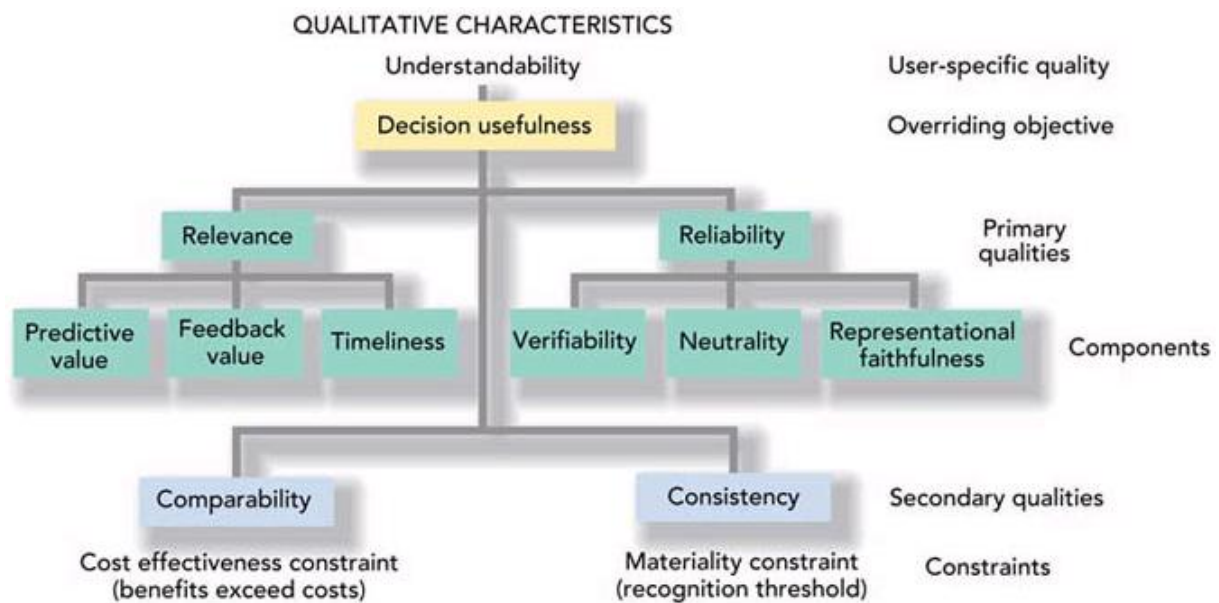 QUALITATIVE CHARACTERISTICS
Understandability
User-specific quality
Decision usefulness
Overriding objective
Relevance
Reliability
Primary
qualities
Predictive
value
Feedback
value
Timeliness
Verifiability
Neutrality
Representational
faithfulness
Components
Comparability
Consistency
Secondary qualities
Cost effectiveness constraint
(benefits exceed costs)
Materiality constraint
(recognition threshold)
Constraints